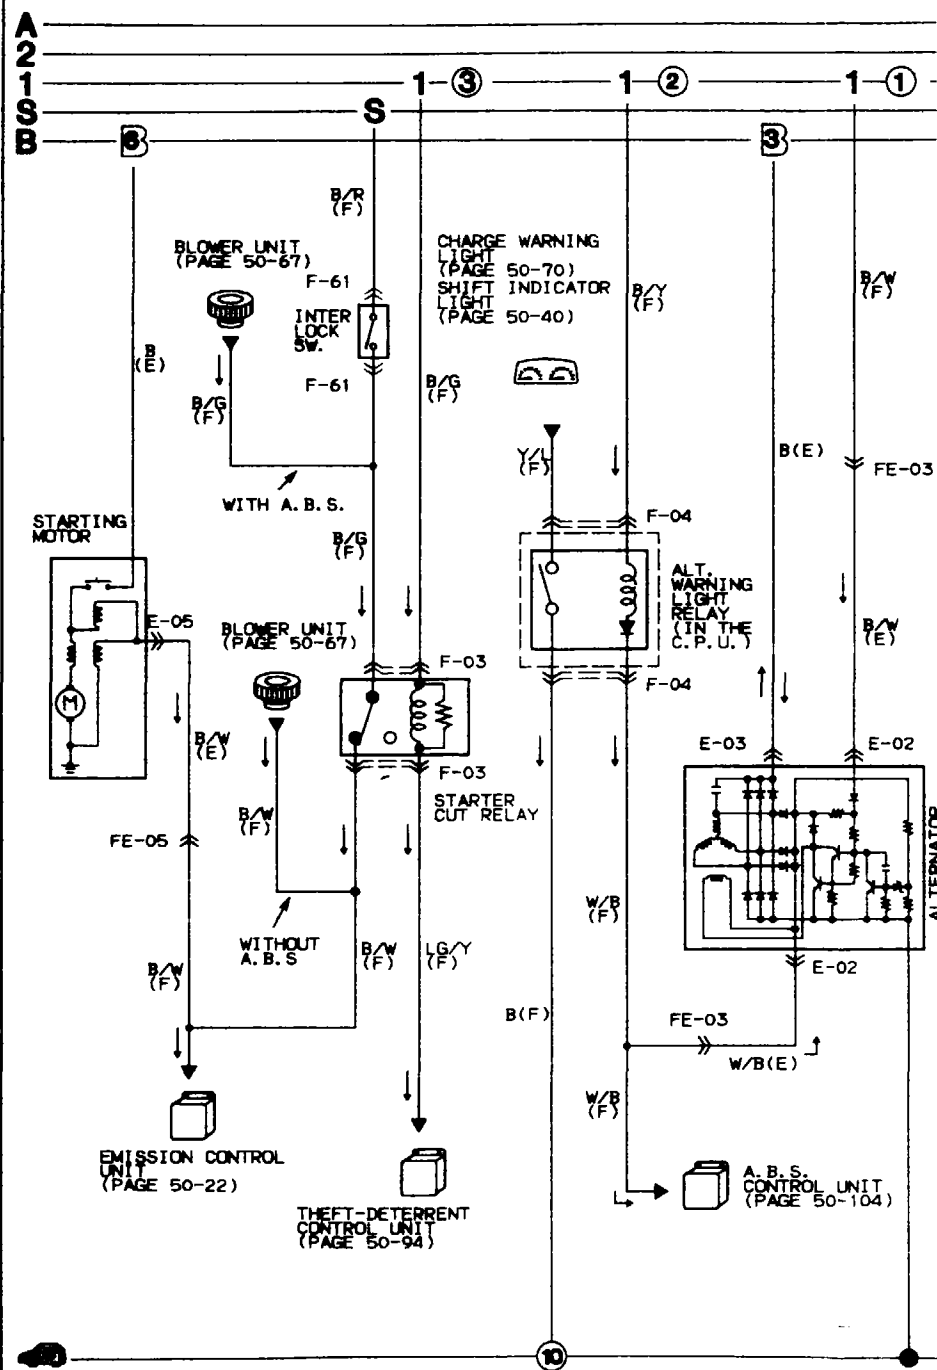 A
2
1 1 3 1 2 1 1
S S
B 6 3
B/R
(F)
BLOWER UNIT
(PAGE 50-67)
F-61
INTER
LOCK
SW.
F-61
B/G
(F)
WITH A.B.S.
B
(E)
CHARGE WARNING
LIGHT
(PAGE 50-70)
SHIFT INDICATOR
LIGHT
(PAGE 50-40)
B/Y
(F)
B/W
(F)
B/G
(F)
Y/L
(F)
B(E)
FE-03
F-04
STARTING
MOTOR
B/G
(F)
ALT.
WARNING
LIGHT
RELAY
(IN THE
C.P.U.)
B/W
(E)
E-05
BLOWER UNIT
(PAGE 50-67)
F-03
F-04
M
B/W
(E)
E-03
E-02
F-03
STARTER
CUT RELAY
B/W
(F)
FE-05
ALTERNATOR
WITHOUT
A.B.S
B/W
(F)
LG/Y
(F)
W/B
(F)
E-02
B/W
(F)
B(F)
FE-03
W/B(E)
W/B
(F)
EMISSION CONTROL
UNIT
(PAGE 50-22)
THEFT-DETERRENT
CONTROL UNIT
(PAGE 50-94)
A.B.S.
CONTROL UNIT
(PAGE 50-104)
10